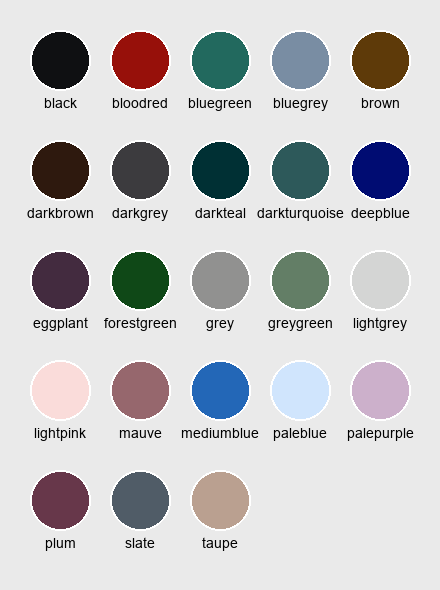 black bloodred bluegreen bluegrey brown
darkbrown darkgrey darkteal darkturquoise deepblue
eggplant forestgreen grey greygreen lightgrey
lightpink mauve mediumblue paleblue palepurple
plum slate taupe